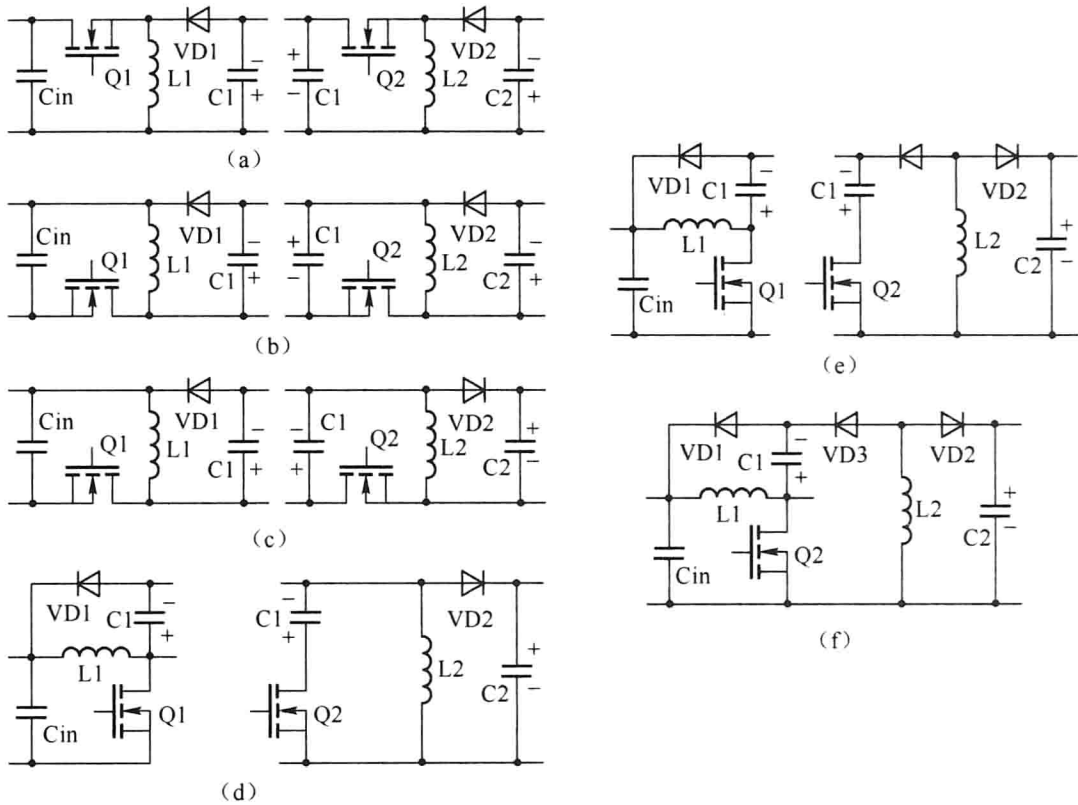 VD1
VD2
Cin
Q1
L1
−
C1
+
+
C1
−
Q2
L2
−
C2
+
(a)
Cin
Q1
L1
VD1
−
C1
+
+
C1
−
Q2
L2
VD2
−
C2
+
(b)
Cin
Q1
L1
VD1
−
C1
+
−
C1
+
Q2
L2
VD2
+
C2
−
(c)
VD1
−
C1
+
L1
Cin
Q1
−
C1
+
Q2
L2
VD2
+
C2
−
(d)
VD1
−
C1
+
L1
Cin
Q1
−
C1
+
Q2
L2
VD2
+
C2
−
(e)
VD1
−
C1
+
VD3
VD2
L1
Cin
Q2
L2
+
C2
−
(f)